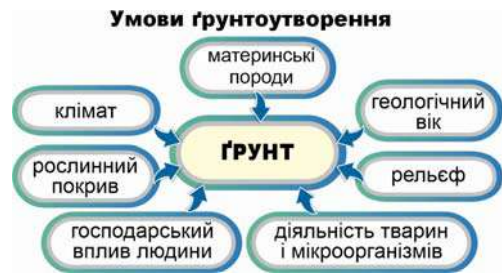 Умови ґрунтоутворення
материнські
породи
клімат
геологічний
вік
ҐРУНТ
рослинний
покрив
рельєф
господарський
вплив людини
діяльність тварин
і мікроорганізмів